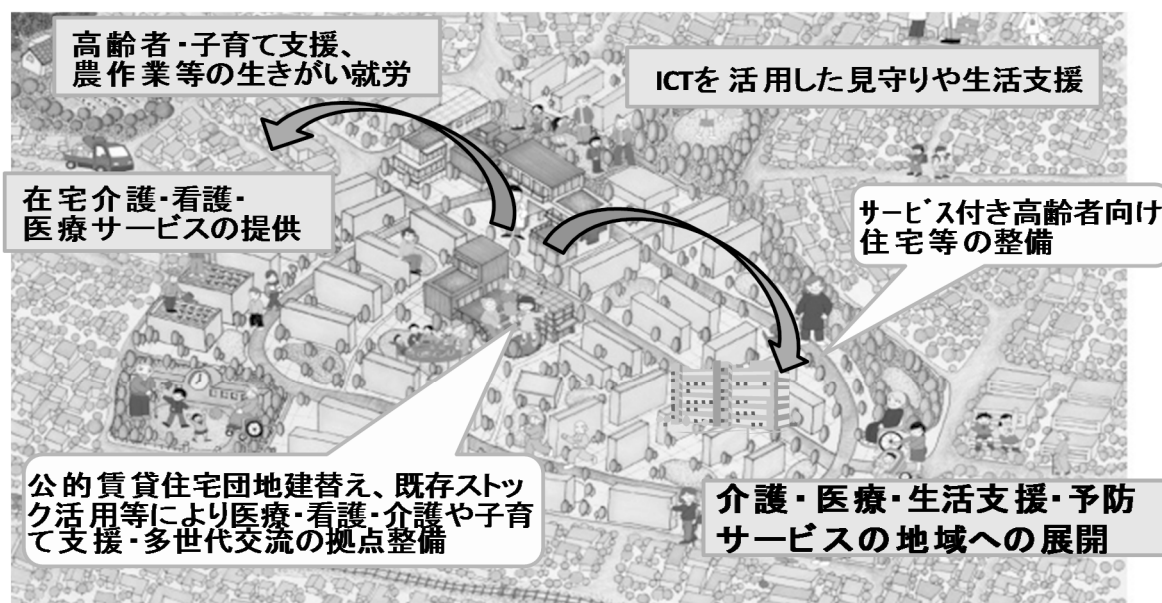 高齢者・子育て支援、
農作業等の生きがい就労
ICTを活用した見守りや生活支援
在宅介護・看護・
医療サービスの提供
サービス付き高齢者向け
住宅等の整備
公的賃貸住宅団地建替え、既存ストッ
ク活用等により医療・看護・介護や子育
て支援・多世代交流の拠点整備
介護・医療・生活支援・予防
サービスの地域への展開